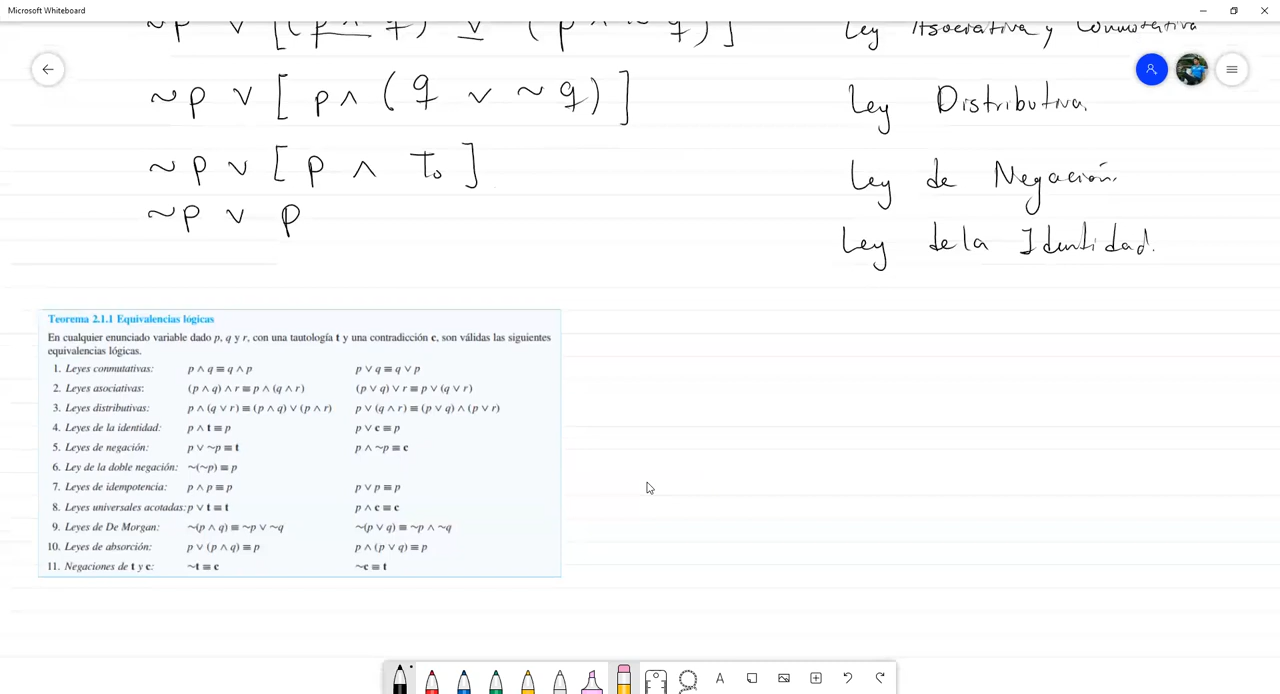 Microsoft Whiteboard
~p ∨ [(p ∧ q) ∨ (p ∧ ~q)] Ley Asociativa y Conmutativa
~p ∨ [p ∧ (q ∨ ~q)] Ley Distributiva.
~p ∨ [p ∧ T₀] Ley de Negación.
~p ∨ p Ley de la Identidad.
Teorema 2.1.1 Equivalencias lógicas
En cualquier enunciado variable dado p, q y r, con una tautología t y una contradicción c, son válidas las siguientes
equivalencias lógicas.
1. Leyes conmutativas: p ∧ q ≡ q ∧ p p ∨ q ≡ q ∨ p
2. Leyes asociativas: (p ∧ q) ∧ r ≡ p ∧ (q ∧ r) (p ∨ q) ∨ r ≡ p ∨ (q ∨ r)
3. Leyes distributivas: p ∧ (q ∨ r) ≡ (p ∧ q) ∨ (p ∧ r) p ∨ (q ∧ r) ≡ (p ∨ q) ∧ (p ∨ r)
4. Leyes de la identidad: p ∧ t ≡ p p ∨ c ≡ p
5. Leyes de negación: p ∨ ~p ≡ t p ∧ ~p ≡ c
6. Ley de la doble negación: ~(~p) ≡ p
7. Leyes de idempotencia: p ∧ p ≡ p p ∨ p ≡ p
8. Leyes universales acotadas: p ∨ t ≡ t p ∧ c ≡ c
9. Leyes de De Morgan: ~(p ∧ q) ≡ ~p ∨ ~q ~(p ∨ q) ≡ ~p ∧ ~q
10. Leyes de absorción: p ∨ (p ∧ q) ≡ p p ∧ (p ∨ q) ≡ p
11. Negaciones de t y c: ~t ≡ c ~c ≡ t
A